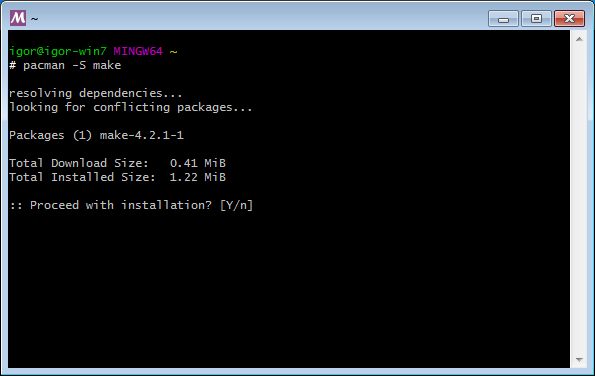 ~
igor@igor-win7 MINGW64 ~
# pacman -S make
resolving dependencies...
looking for conflicting packages...
Packages (1) make-4.2.1-1
Total Download Size:   0.41 MiB
Total Installed Size:  1.22 MiB
:: Proceed with installation? [Y/n]